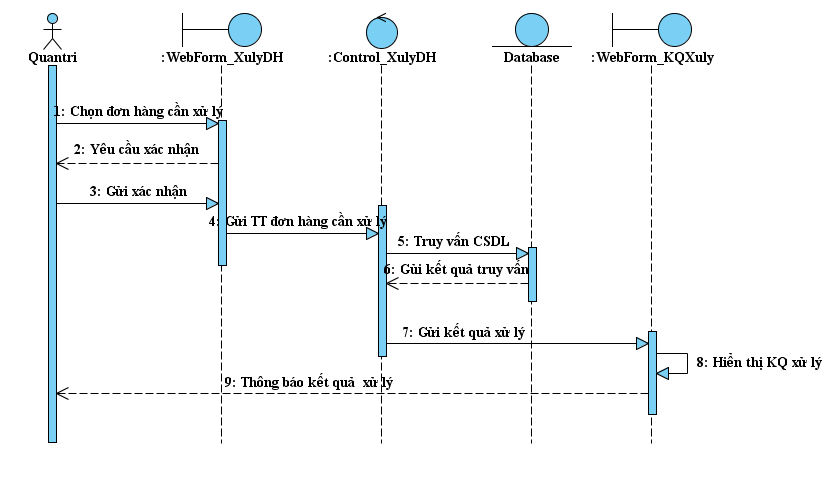 Quantri
:WebForm_XulyDH
:Control_XulyDH
Database
:WebForm_KQXuly
1: Chọn đơn hàng cần xử lý
2: Yêu cầu xác nhận
3: Gửi xác nhận
4: Gửi TT đơn hàng cần xử lý
5: Truy vấn CSDL
6: Gửi kết quả truy vấn
7: Gửi kết quả xử lý
8: Hiển thị KQ xử lý
9: Thông báo kết quả xử lý